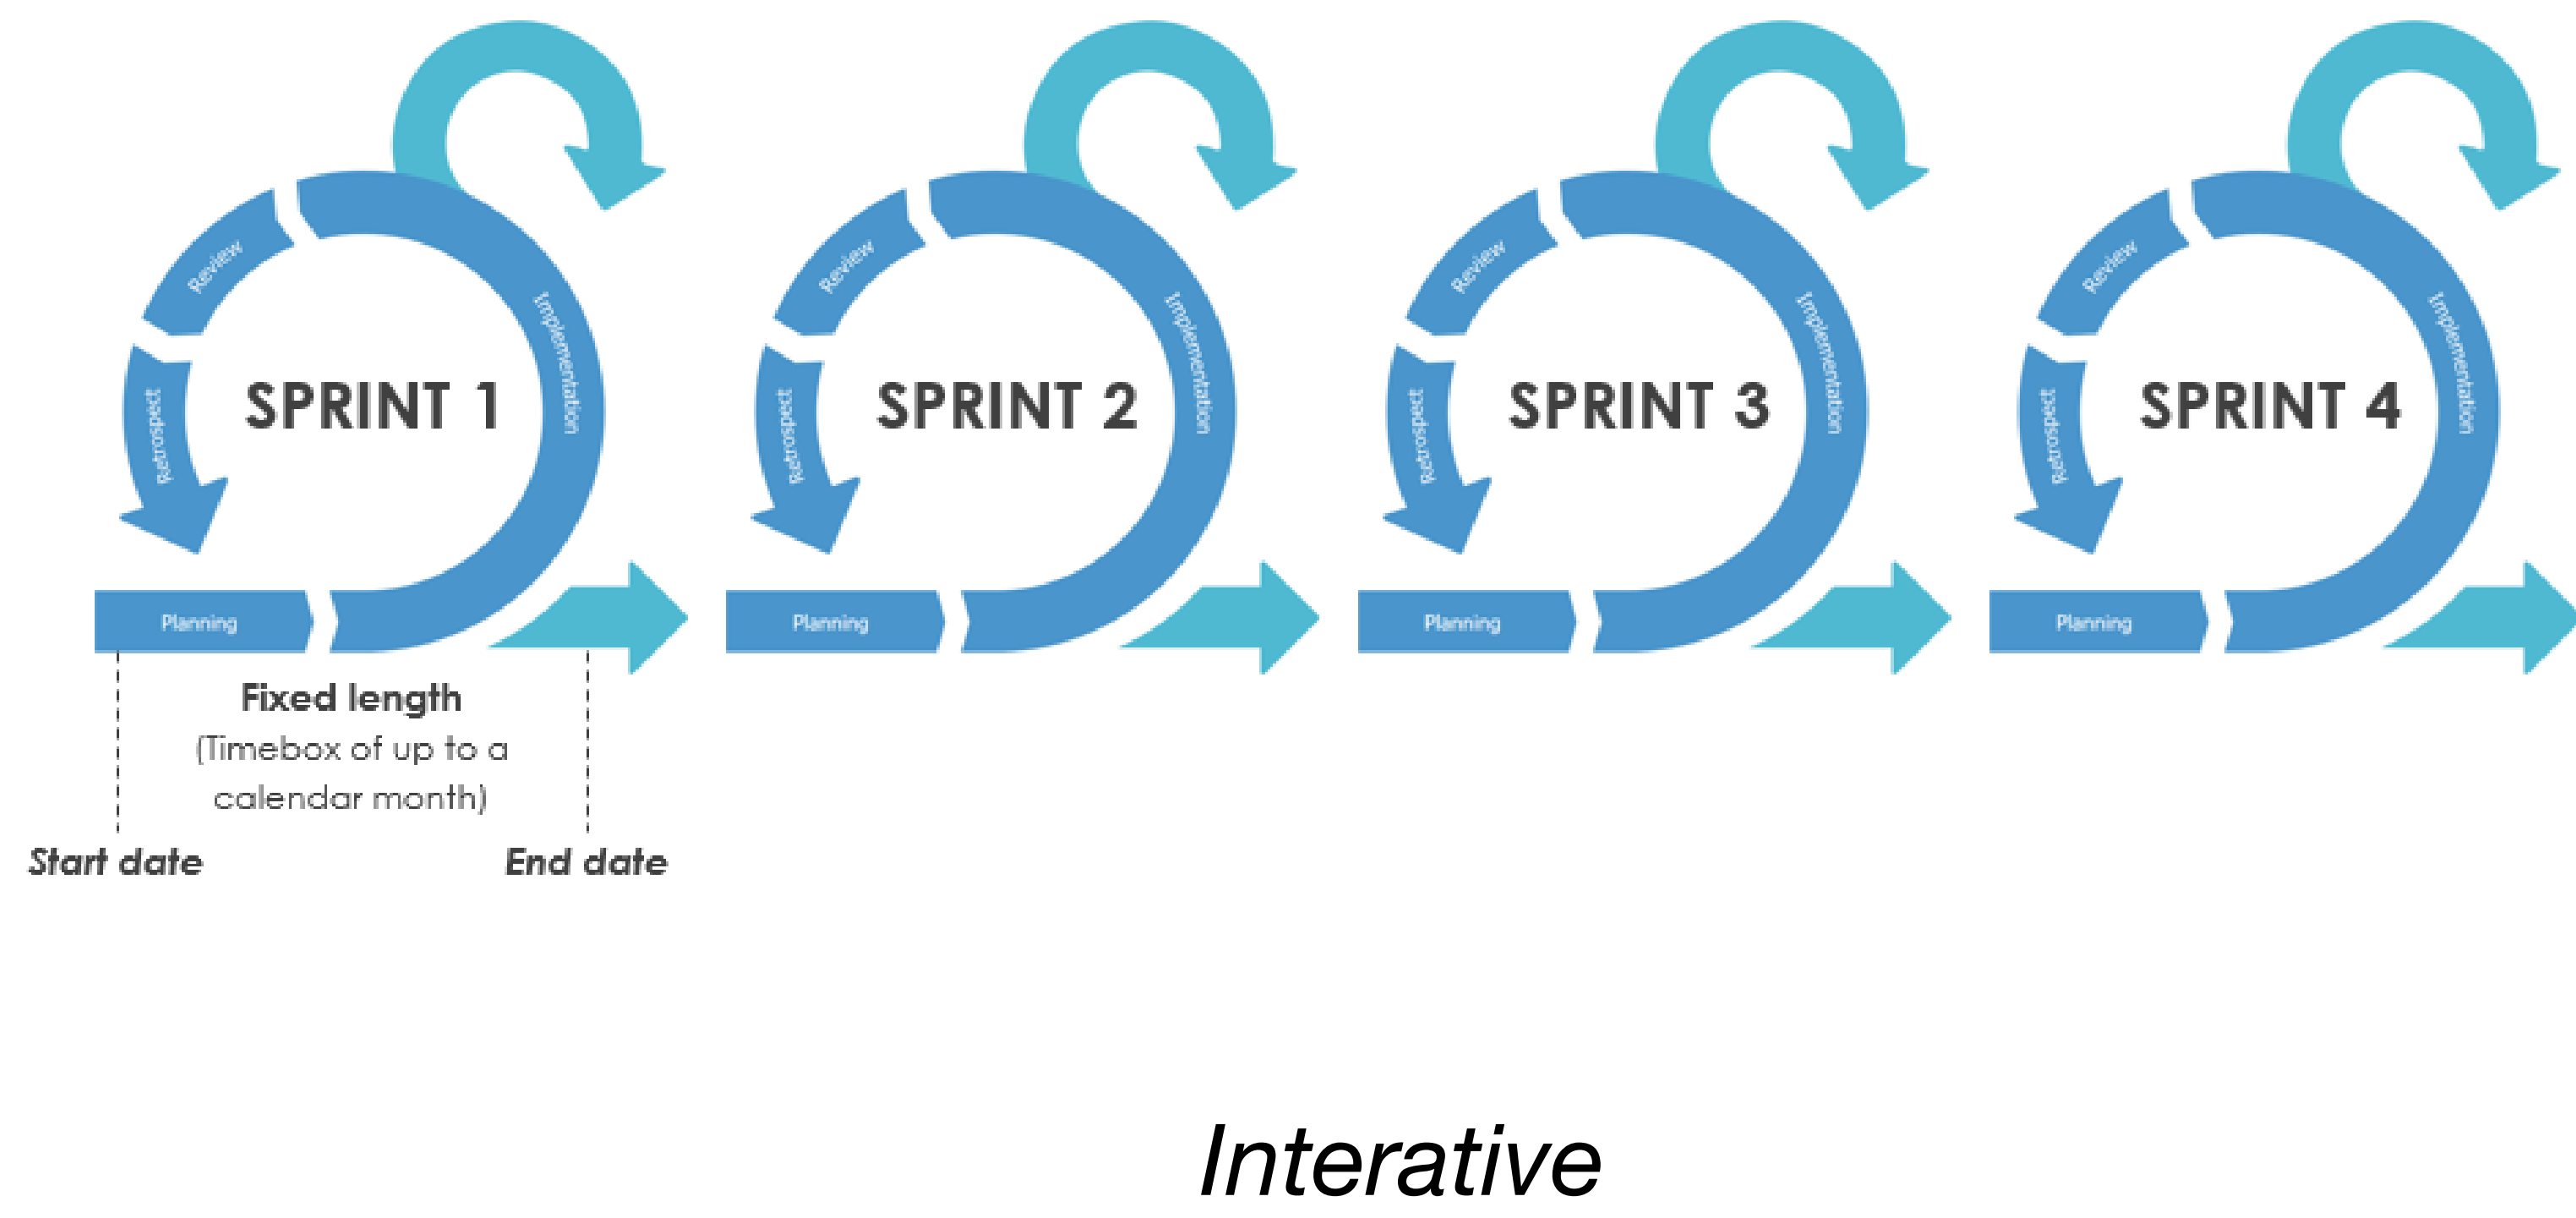 Review
Retrospect
SPRINT 1
Implementation
Planning
Review
Retrospect
SPRINT 2
Implementation
Planning
Review
Retrospect
SPRINT 3
Implementation
Planning
Review
Retrospect
SPRINT 4
Implementation
Planning
Fixed length
(Timebox of up to a
calendar month)
Start date
End date
Interative